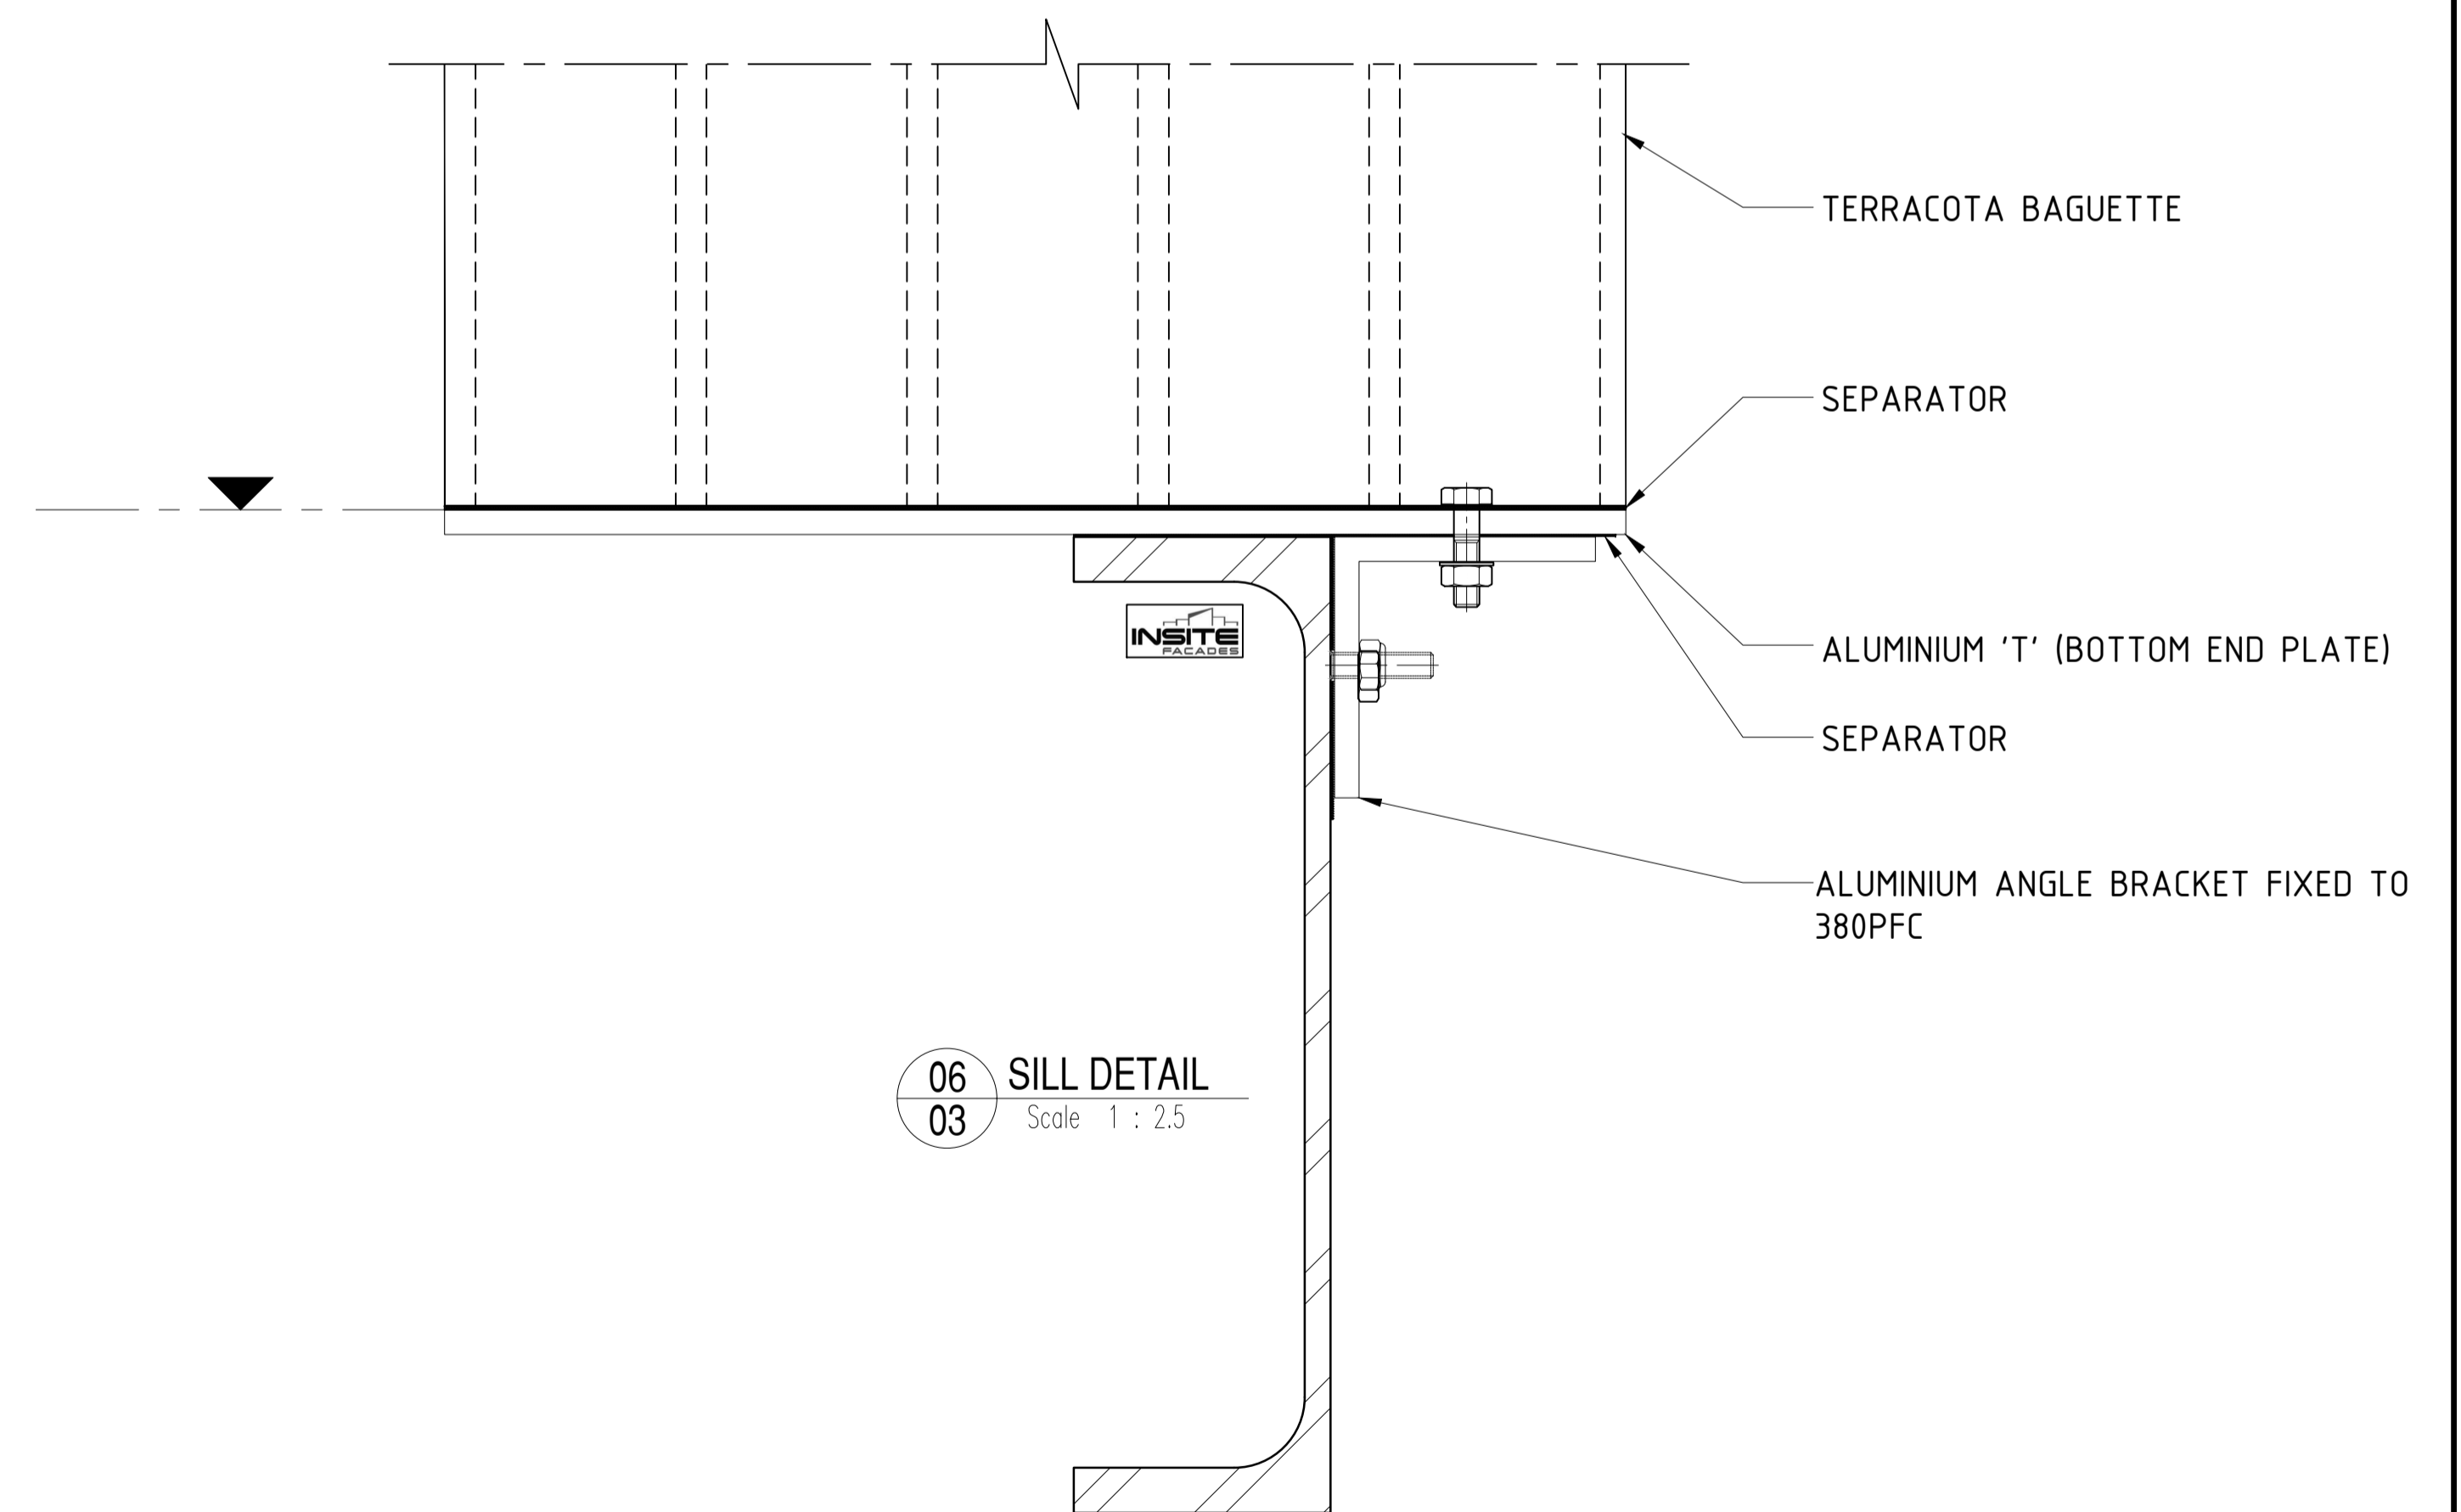 TERRACOTA BAGUETTE
SEPARATOR
INSITE
FACADES
ALUMINIUM 'T' (BOTTOM END PLATE)
SEPARATOR
ALUMINIUM ANGLE BRACKET FIXED TO
380PFC
06
03
SILL DETAIL
Scale 1 : 2.5